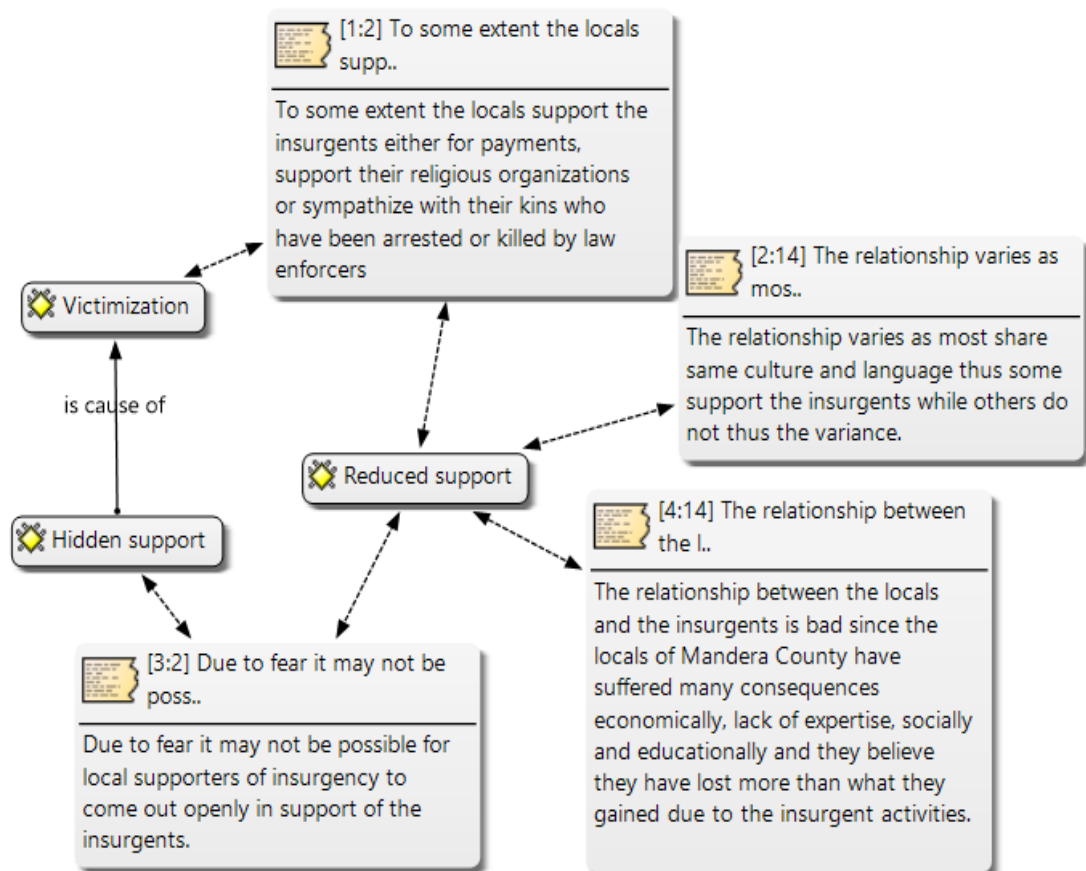 [1:2] To some extent the locals
supp..
To some extent the locals support the
insurgents either for payments,
support their religious organizations
or sympathize with their kins who
have been arrested or killed by law
enforcers
[2:14] The relationship varies as
mos..
The relationship varies as most share
same culture and language thus some
support the insurgents while others do
not thus the variance.
Victimization
is cause of
Reduced support
Hidden support
[4:14] The relationship between
the l..
The relationship between the locals
and the insurgents is bad since the
locals of Mandera County have
suffered many consequences
economically, lack of expertise, socially
and educationally and they believe
they have lost more than what they
gained due to the insurgent activities.
[3:2] Due to fear it may not be
poss..
Due to fear it may not be possible for
local supporters of insurgency to
come out openly in support of the
insurgents.